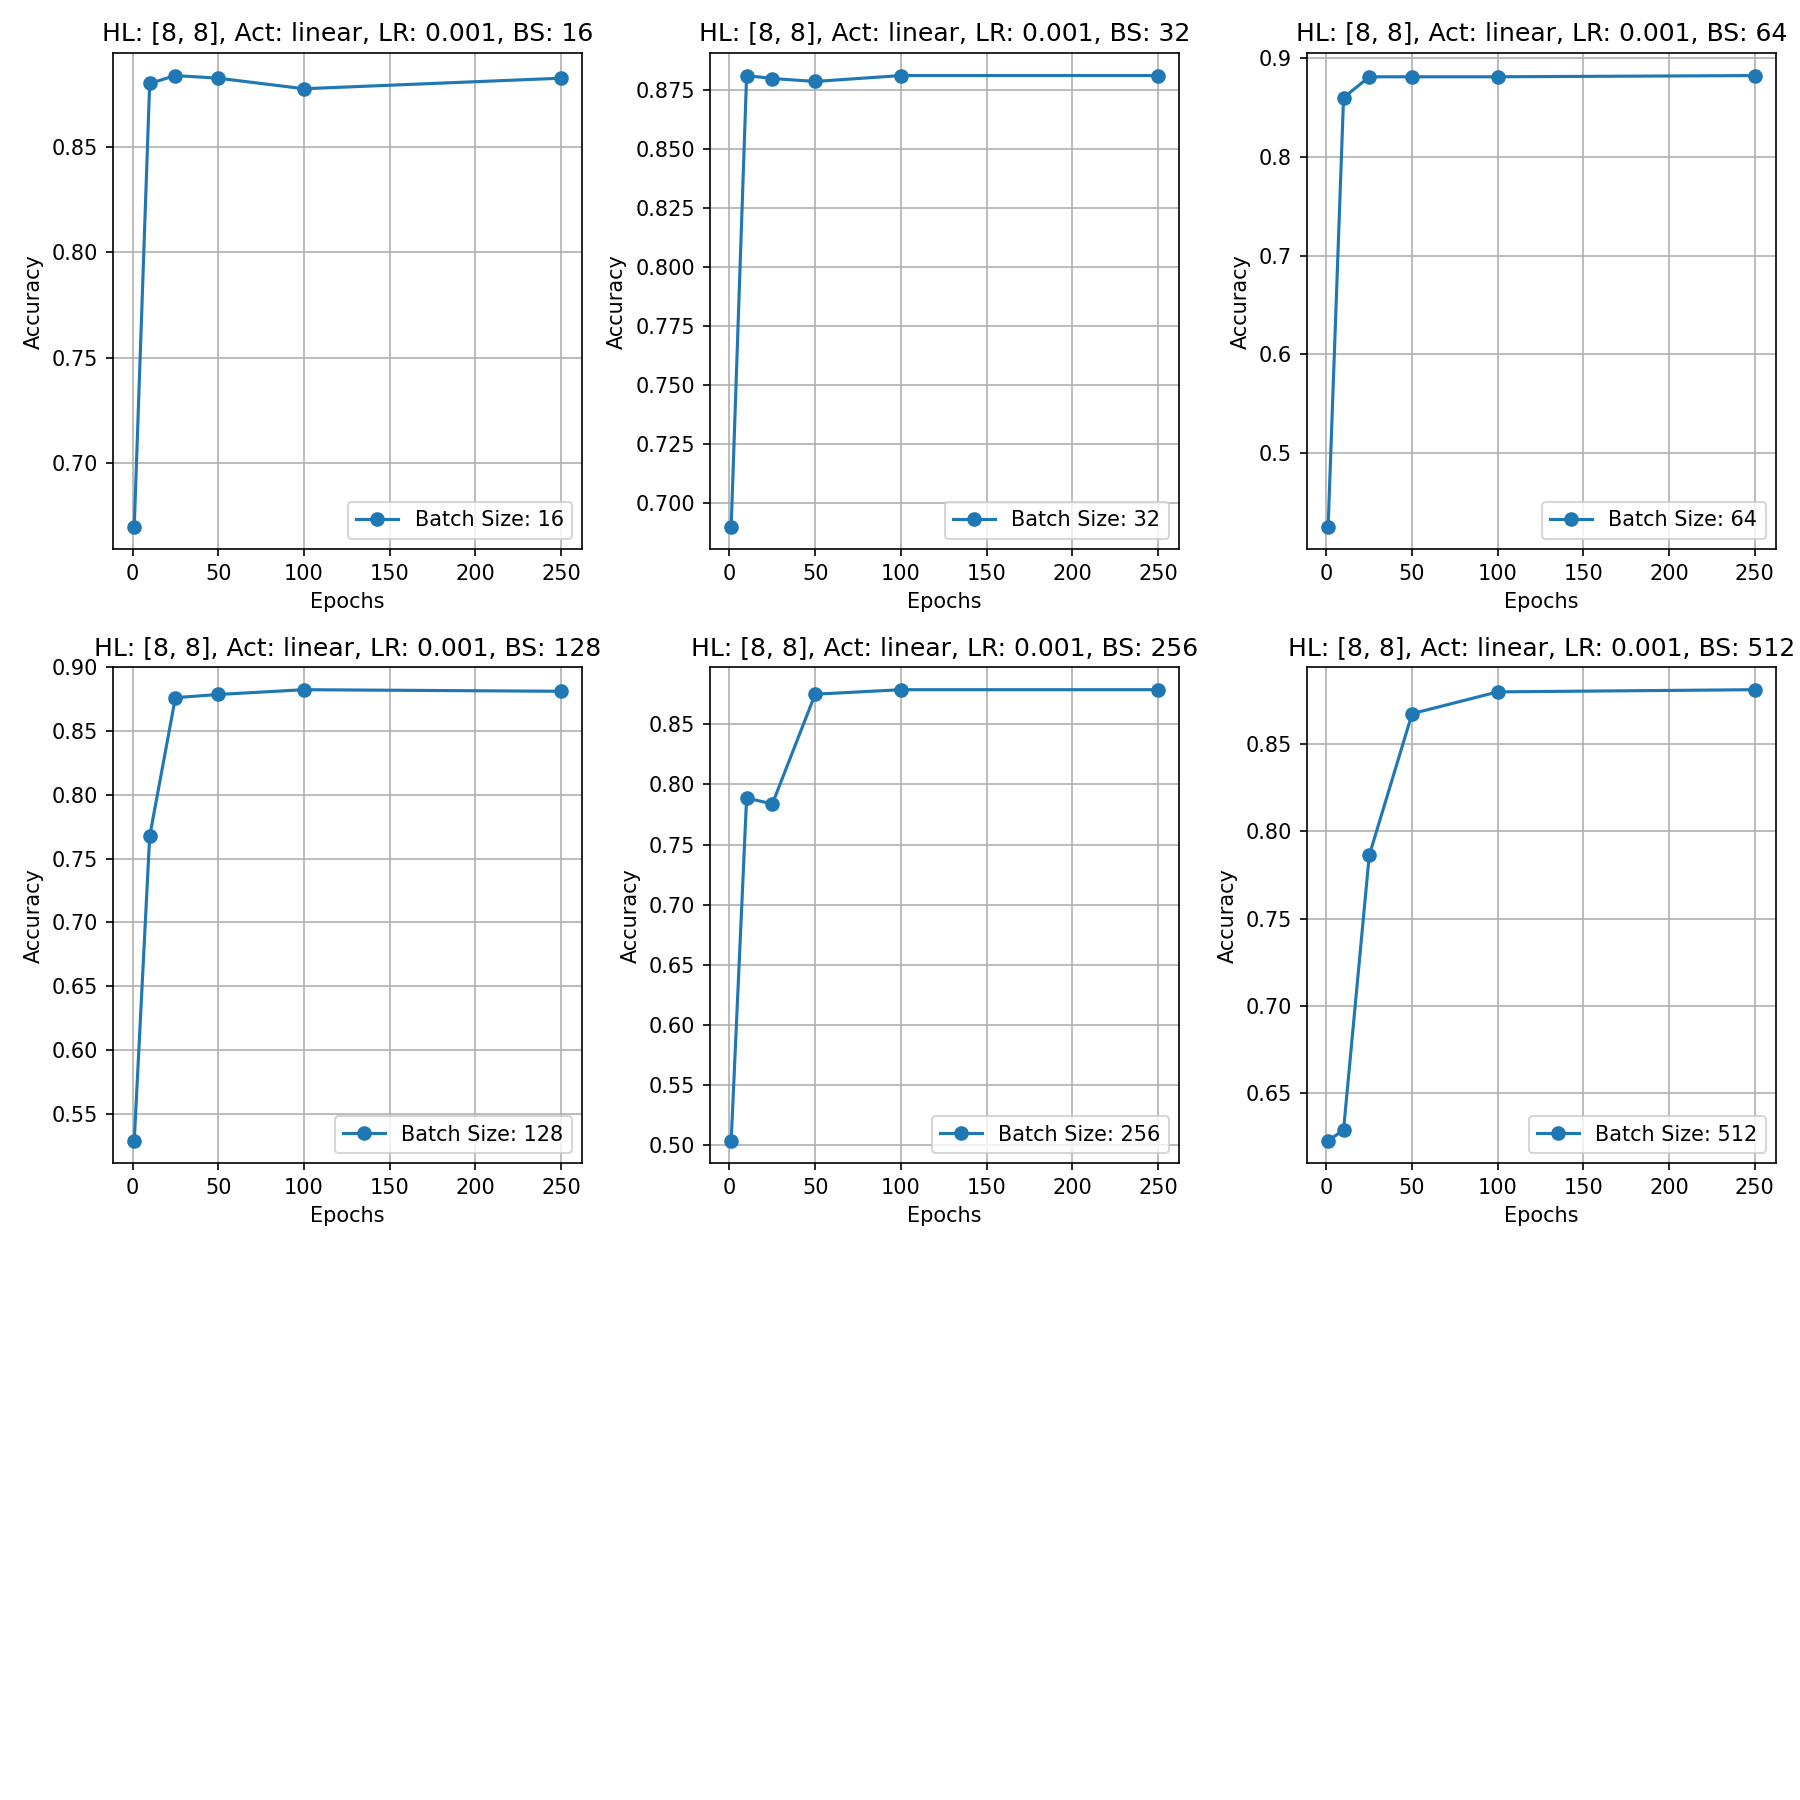 HL: [8, 8], Act: linear, LR: 0.001, BS: 16
0.85
0.80
0.75
0.70
Accuracy
Batch Size: 16
0 50 100 150 200 250
Epochs
HL: [8, 8], Act: linear, LR: 0.001, BS: 32
0.875
0.850
0.825
0.800
0.775
0.750
0.725
0.700
Accuracy
Batch Size: 32
0 50 100 150 200 250
Epochs
HL: [8, 8], Act: linear, LR: 0.001, BS: 64
0.9
0.8
0.7
0.6
0.5
Accuracy
Batch Size: 64
0 50 100 150 200 250
Epochs
HL: [8, 8], Act: linear, LR: 0.001, BS: 128
0.90
0.85
0.80
0.75
0.70
0.65
0.60
0.55
Accuracy
Batch Size: 128
0 50 100 150 200 250
Epochs
HL: [8, 8], Act: linear, LR: 0.001, BS: 256
0.85
0.80
0.75
0.70
0.65
0.60
0.55
0.50
Accuracy
Batch Size: 256
0 50 100 150 200 250
Epochs
HL: [8, 8], Act: linear, LR: 0.001, BS: 512
0.85
0.80
0.75
0.70
0.65
Accuracy
Batch Size: 512
0 50 100 150 200 250
Epochs